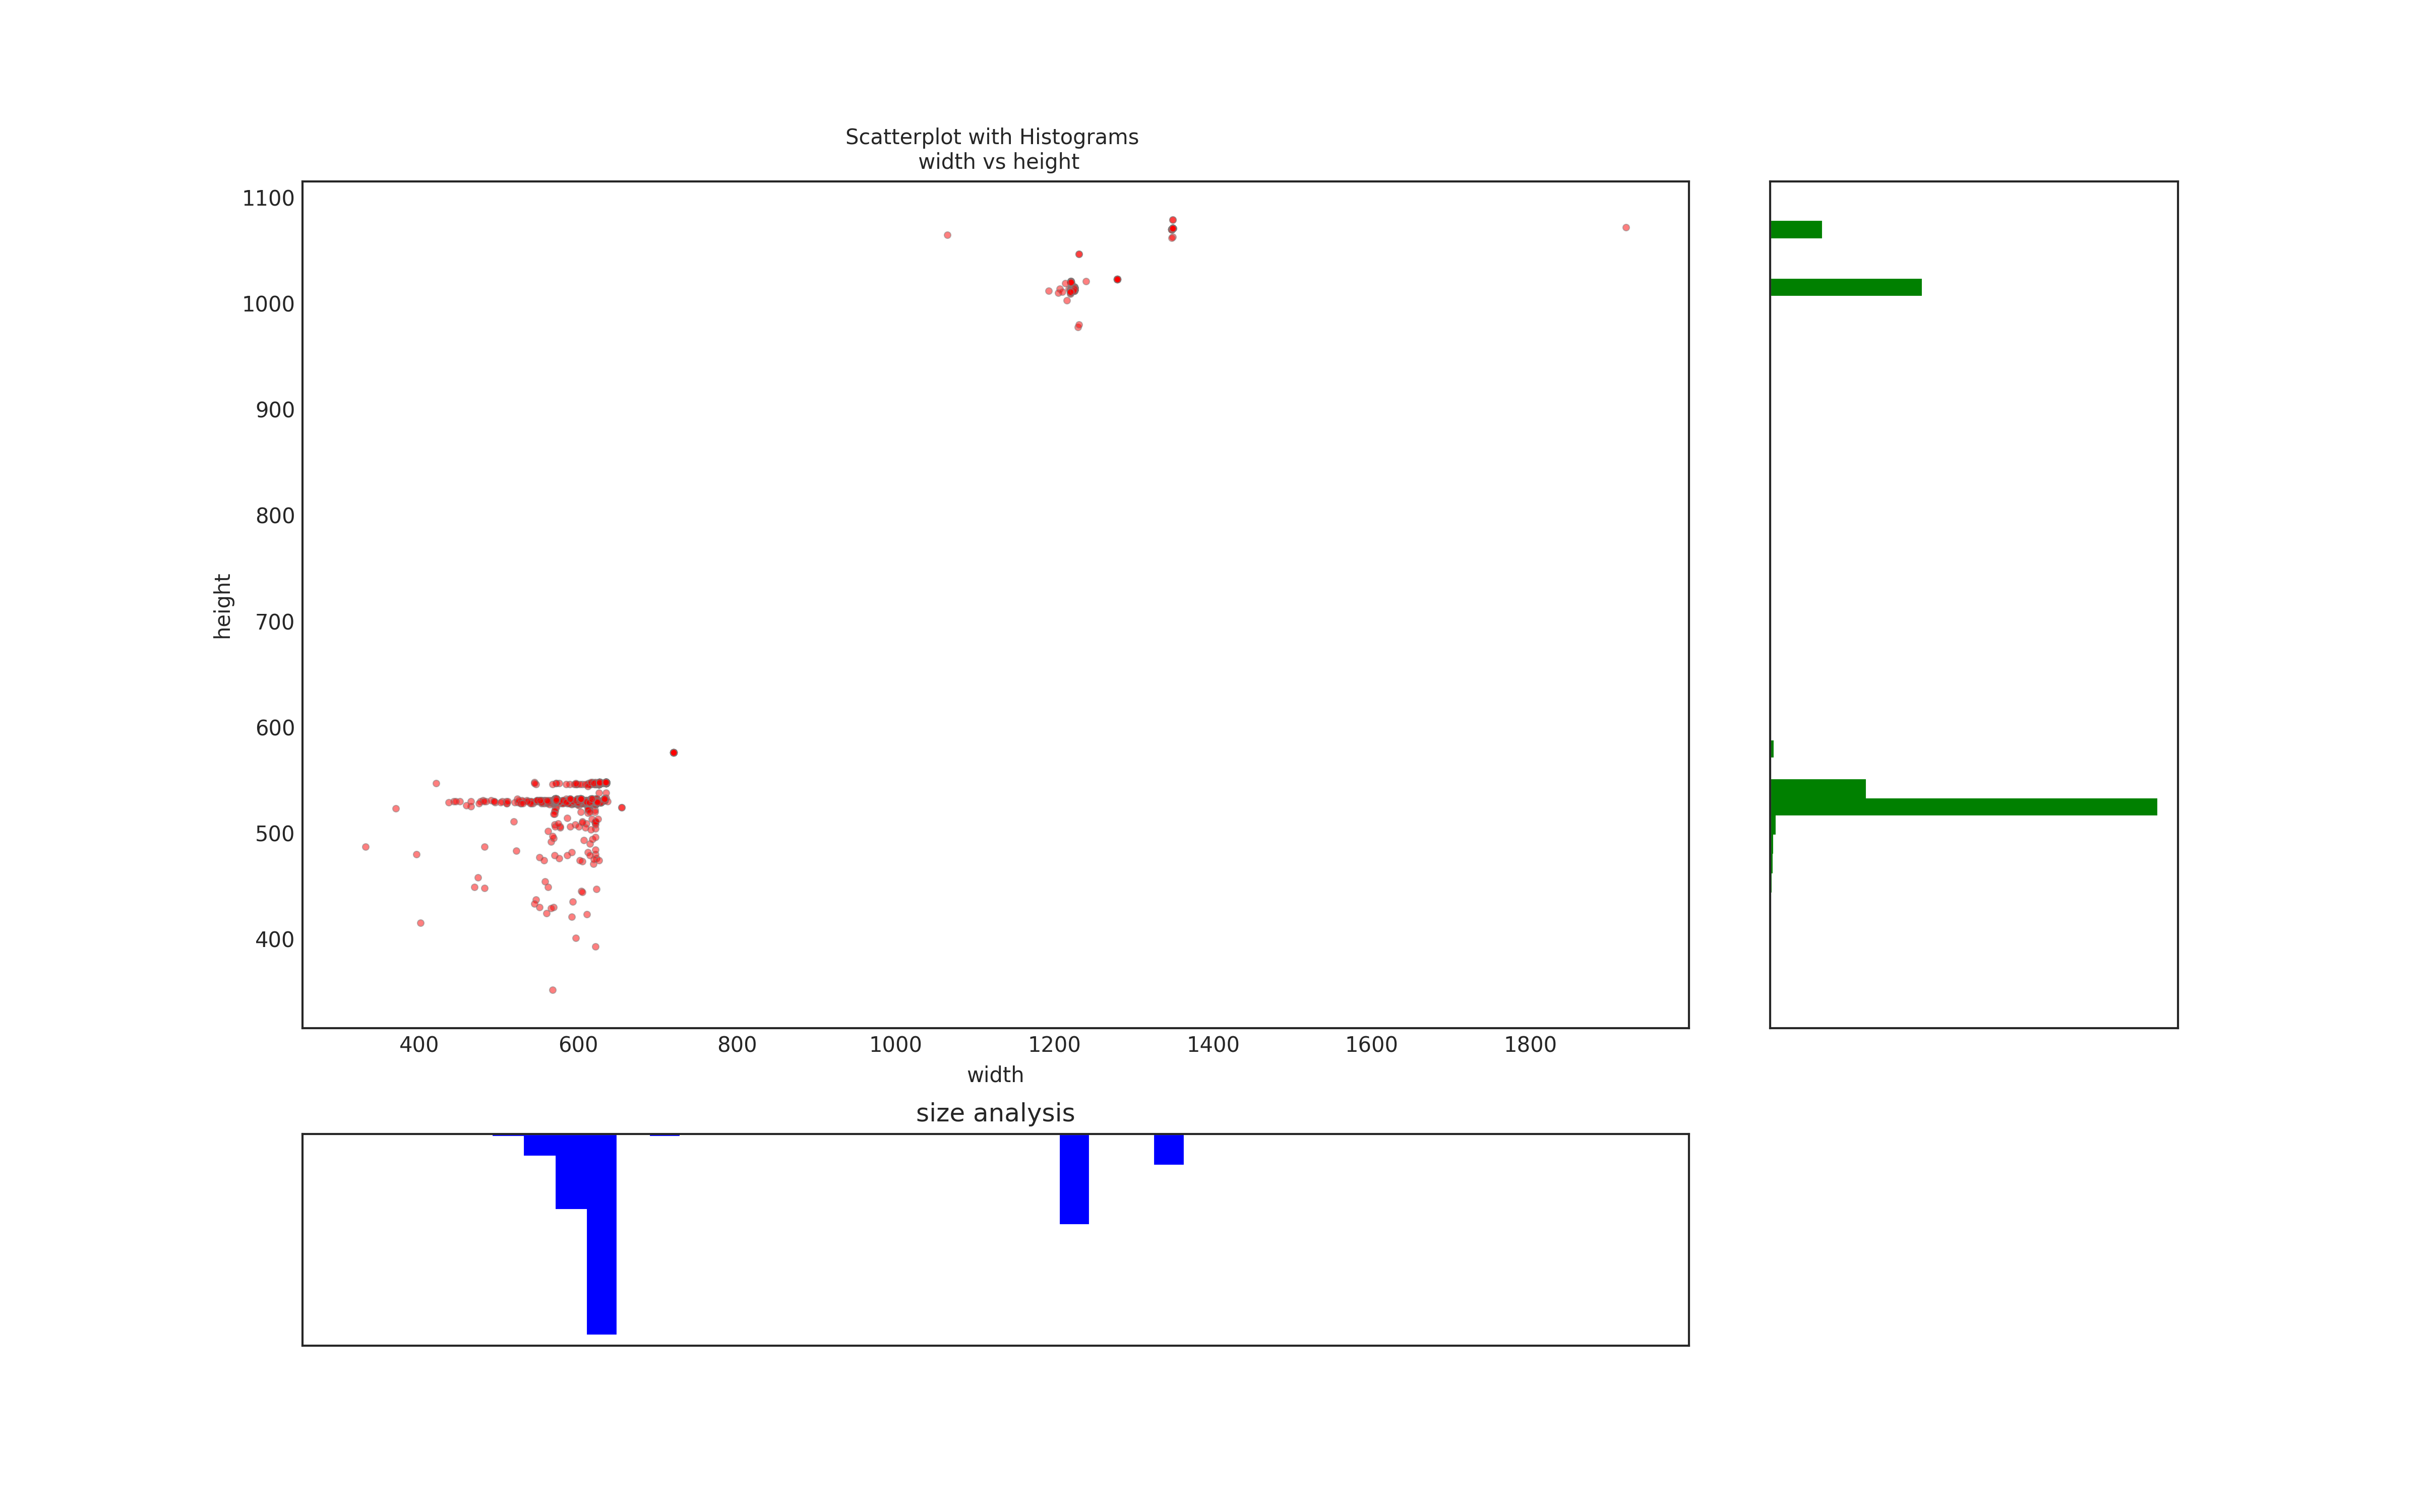 Scatterplot with Histograms
width vs height
1100
1000
900
800
700
600
500
400
height
400 600 800 1000 1200 1400 1600 1800
width
size analysis